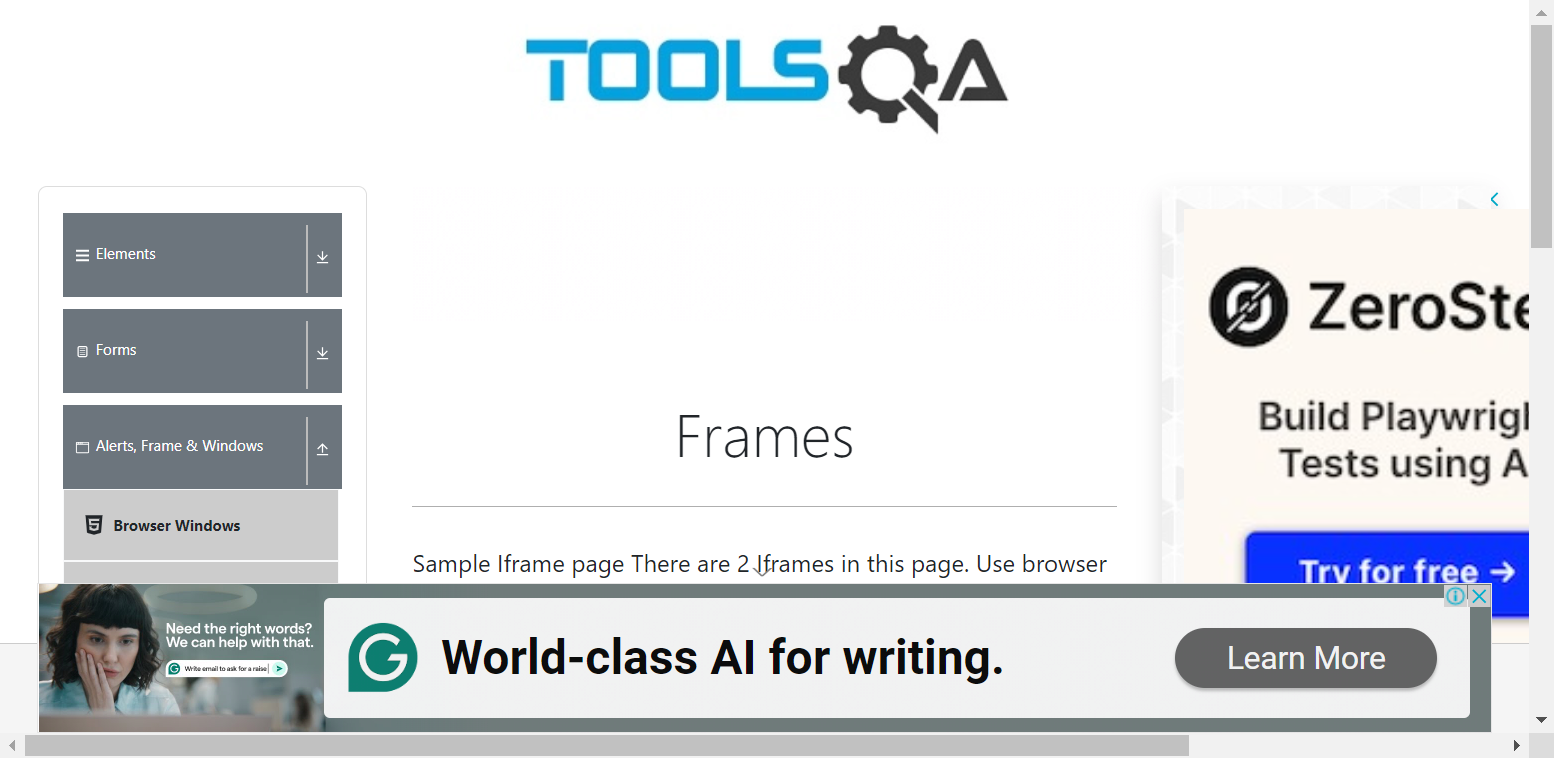 TOOLSQA
Elements
Forms
Alerts, Frame & Windows
Browser Windows
Frames
Sample Iframe page There are 2 Iframes in this page. Use browser
ZeroSte
Build Playwrigh
Tests using A
Try for free →
Need the right words?
We can help with that.
Write email to ask for a raise
World-class AI for writing.
Learn More